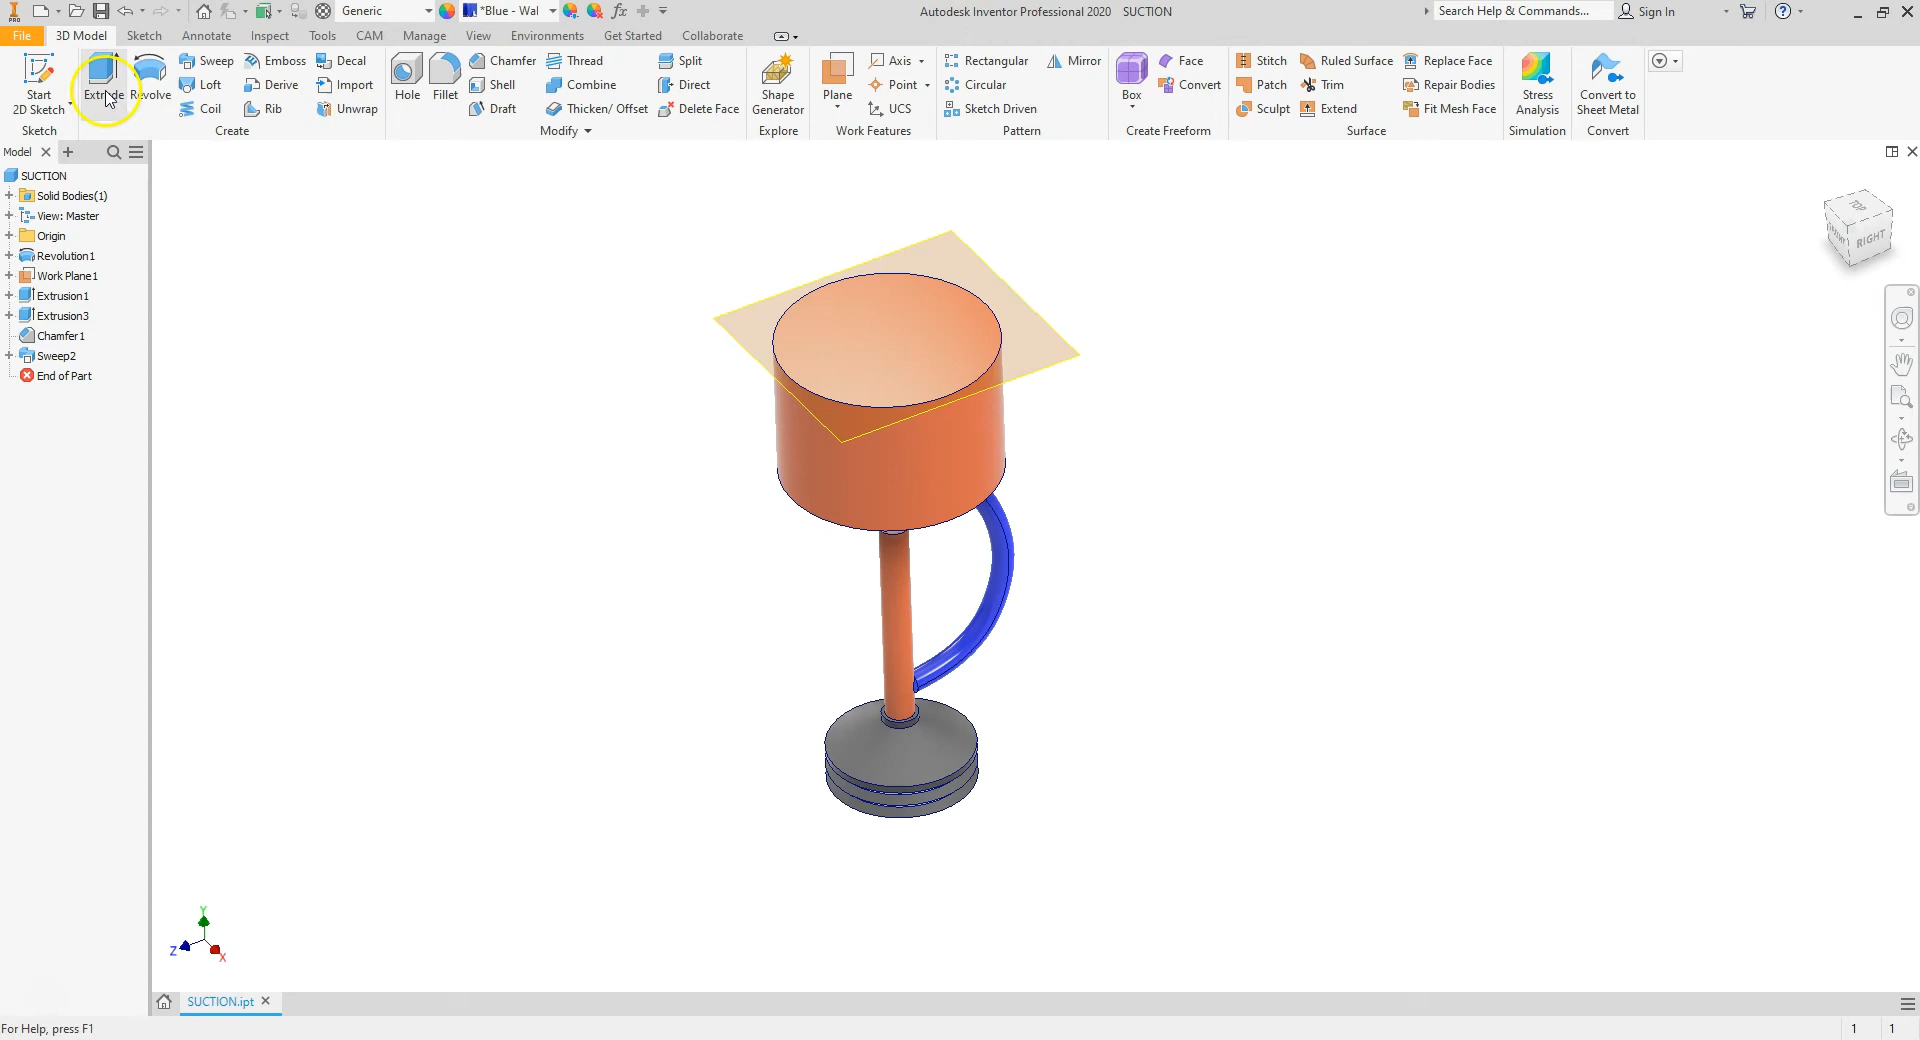 Generic
*Blue - Wal
fx
Autodesk Inventor Professional 2020 SUCTION
Search Help & Commands...
Sign In
File
3D Model
Sketch
Annotate
Inspect
Tools
CAM
Manage
View
Environments
Get Started
Collaborate
Start
2D Sketch
Sketch
Extrude
Revolve
Sweep
Loft
Coil
Emboss
Derive
Rib
Decal
Import
Unwrap
Create
Hole
Fillet
Chamfer
Shell
Draft
Thread
Combine
Thicken/ Offset
Split
Direct
Delete Face
Modify
Shape
Generator
Explore
Plane
Axis
Point
UCS
Work Features
Rectangular
Circular
Sketch Driven
Mirror
Pattern
Box
Face
Convert
Create Freeform
Stitch
Patch
Sculpt
Ruled Surface
Trim
Extend
Replace Face
Repair Bodies
Fit Mesh Face
Surface
Stress
Analysis
Simulation
Convert to
Sheet Metal
Convert
Model
SUCTION
Solid Bodies(1)
View: Master
Origin
Revolution1
Work Plane1
Extrusion1
Extrusion3
Chamfer1
Sweep2
End of Part
TOP
RIGHT
Y
Z
X
SUCTION.ipt
For Help, press F1
1 1